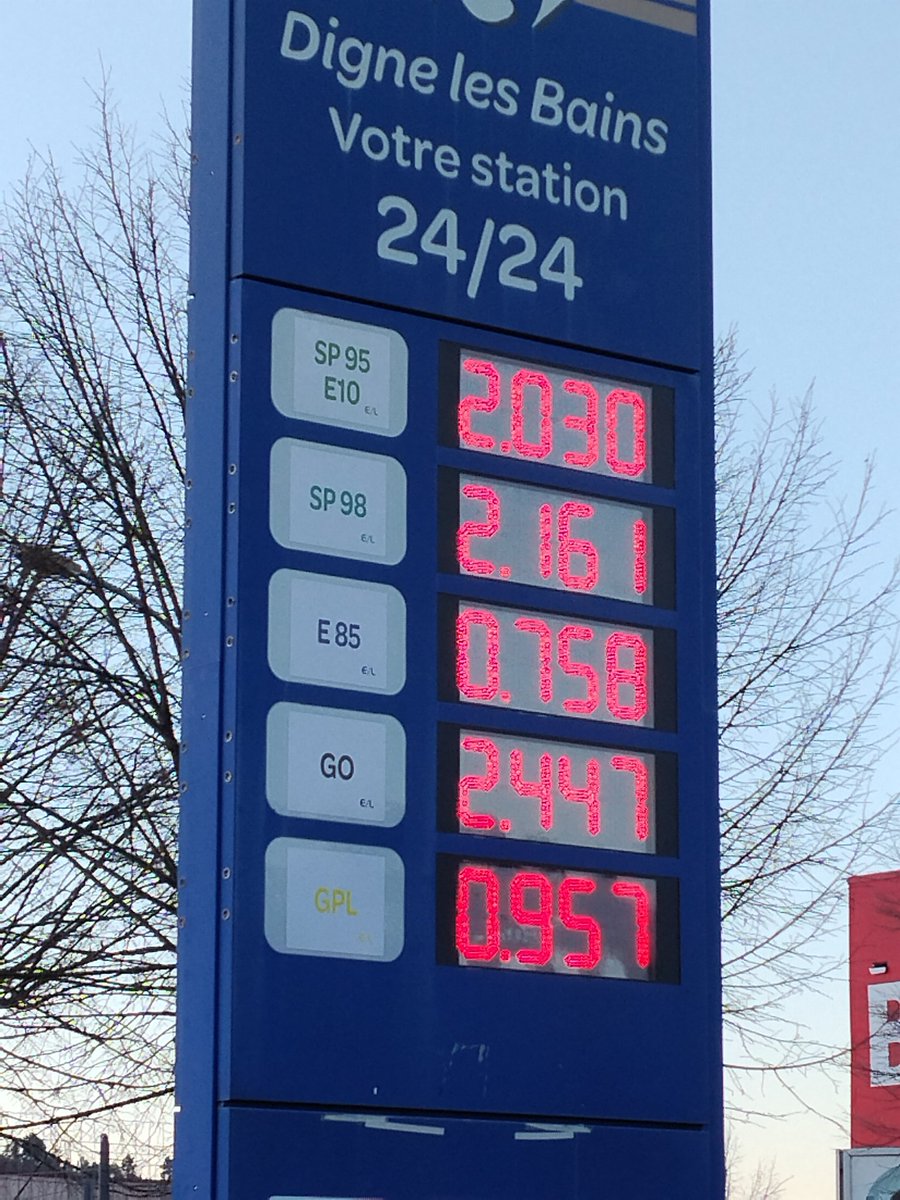 Digne les Bains
Votre station
24/24
SP 95
E10
€/L
2.030
SP 98
€/L
2.161
E 85
€/L
0.758
GO
€/L
2.447
GPL
0.957